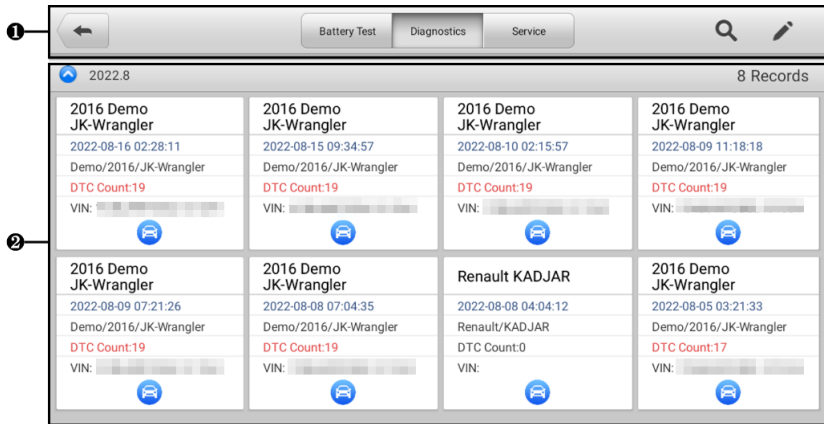 ❶
Battery Test Diagnostics Service
2022.8 8 Records
❷
2016 Demo
JK-Wrangler
2022-08-16 02:28:11
Demo/2016/JK-Wrangler
DTC Count:19
VIN:
2016 Demo
JK-Wrangler
2022-08-15 09:34:57
Demo/2016/JK-Wrangler
DTC Count:19
VIN:
2016 Demo
JK-Wrangler
2022-08-10 02:15:57
Demo/2016/JK-Wrangler
DTC Count:19
VIN:
2016 Demo
JK-Wrangler
2022-08-09 11:18:18
Demo/2016/JK-Wrangler
DTC Count:19
VIN:
2016 Demo
JK-Wrangler
2022-08-09 07:21:26
Demo/2016/JK-Wrangler
DTC Count:19
VIN:
2016 Demo
JK-Wrangler
2022-08-08 07:04:35
Demo/2016/JK-Wrangler
DTC Count:19
VIN:
Renault KADJAR
2022-08-08 04:04:12
Renault/KADJAR
DTC Count:0
VIN:
2016 Demo
JK-Wrangler
2022-08-05 03:21:33
Demo/2016/JK-Wrangler
DTC Count:17
VIN: